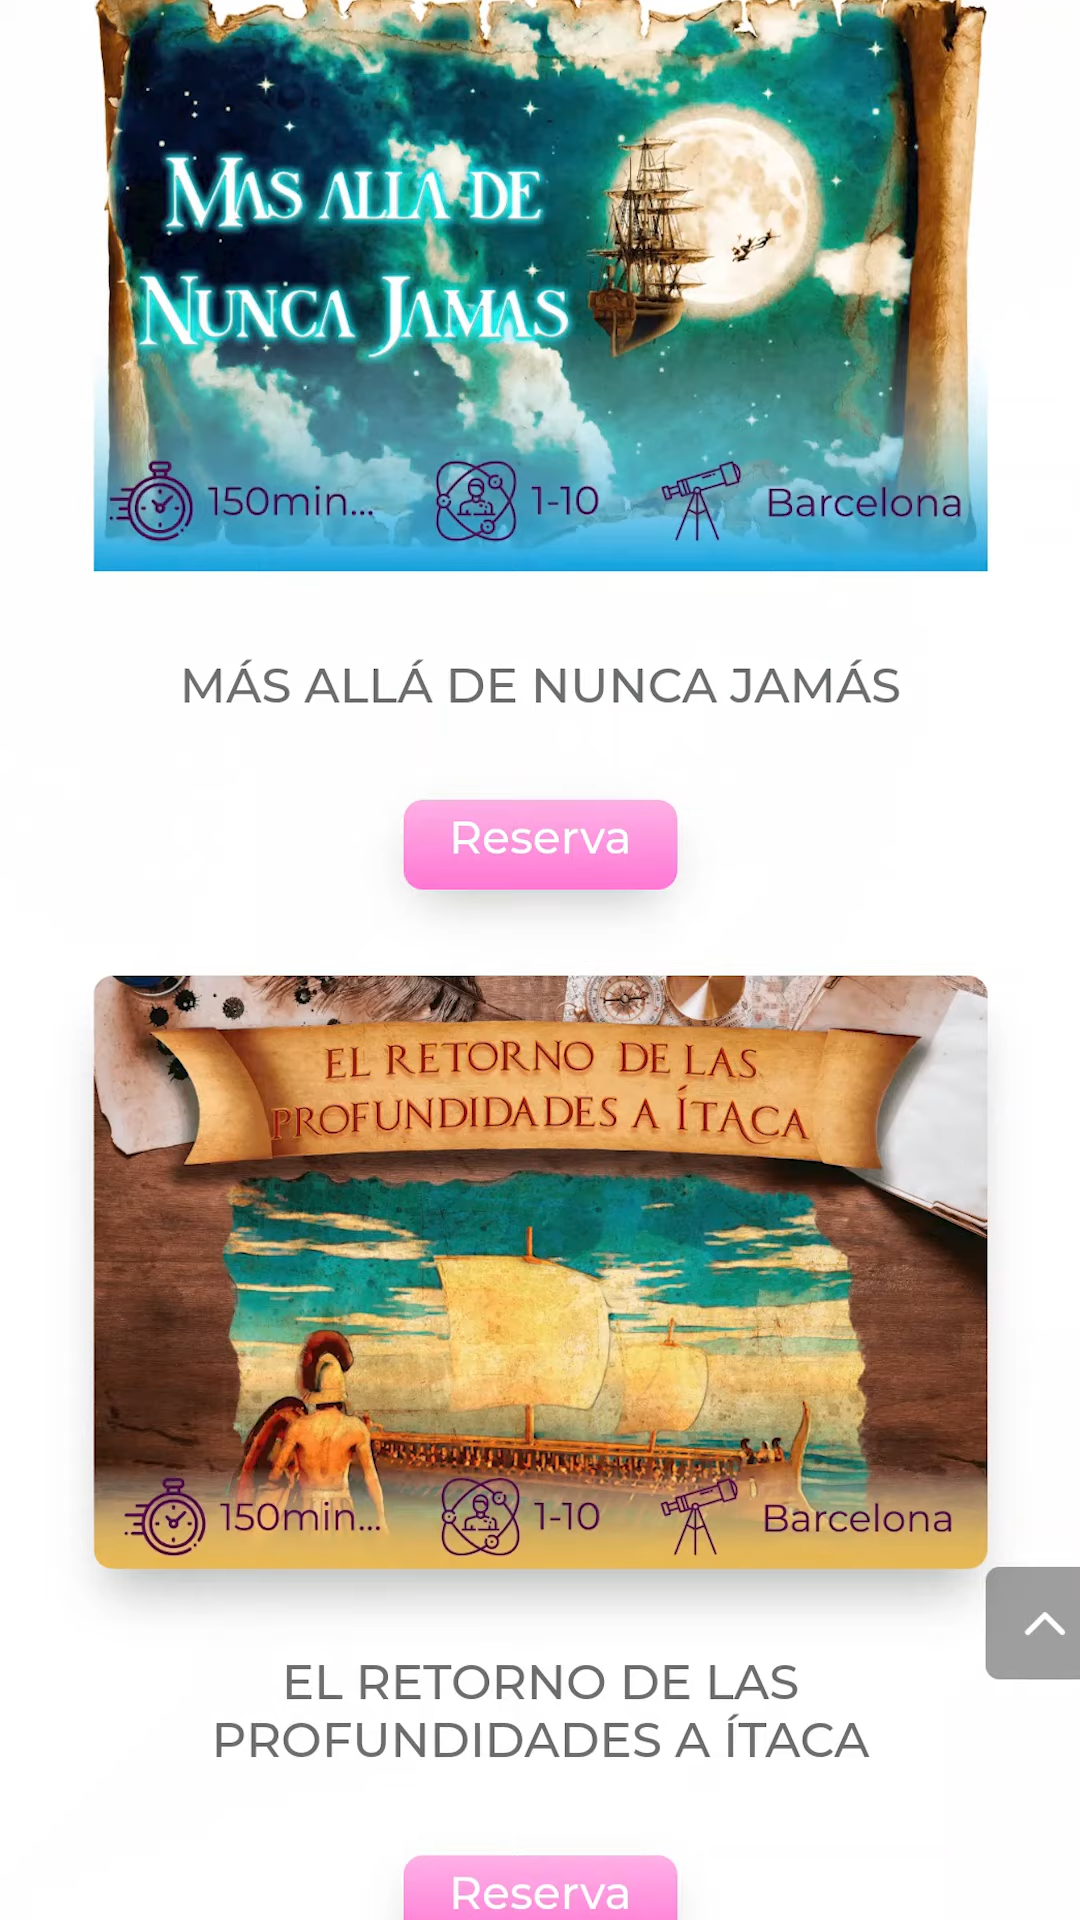 MAS ALLA DE
NUNCA JAMAS
150min... 1-10 Barcelona
MÁS ALLÁ DE NUNCA JAMÁS
Reserva
EL RETORNO DE LAS
PROFUNDIDADES A ÍTACA
150min... 1-10 Barcelona
EL RETORNO DE LAS
PROFUNDIDADES A ÍTACA
Reserva